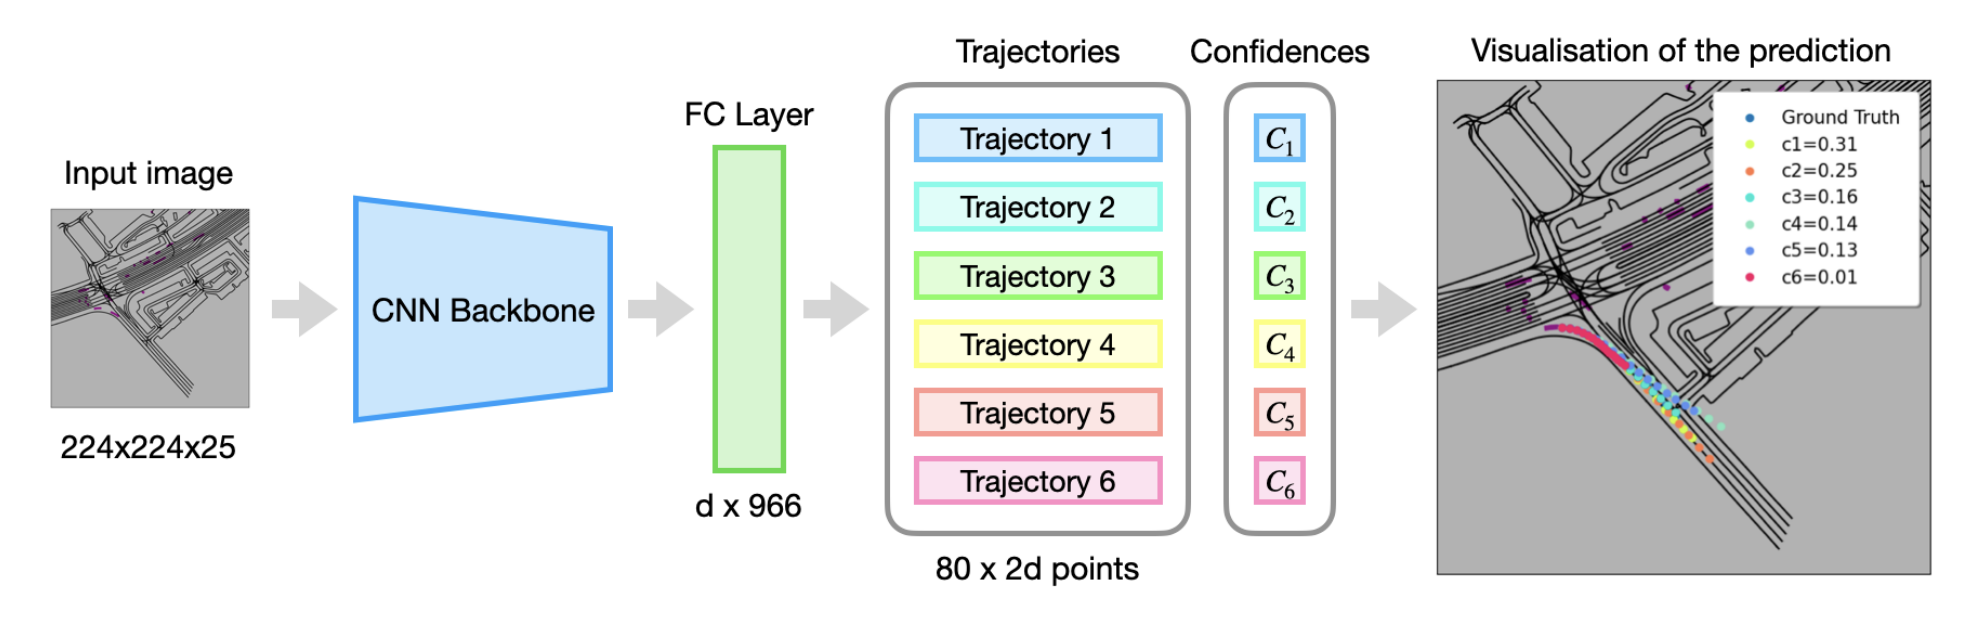 Input image
224x224x25
CNN Backbone
FC Layer
d x 966
Trajectories
Trajectory 1
Trajectory 2
Trajectory 3
Trajectory 4
Trajectory 5
Trajectory 6
80 x 2d points
Confidences
C1
C2
C3
C4
C5
C6
Visualisation of the prediction
Ground Truth
c1=0.31
c2=0.25
c3=0.16
c4=0.14
c5=0.13
c6=0.01